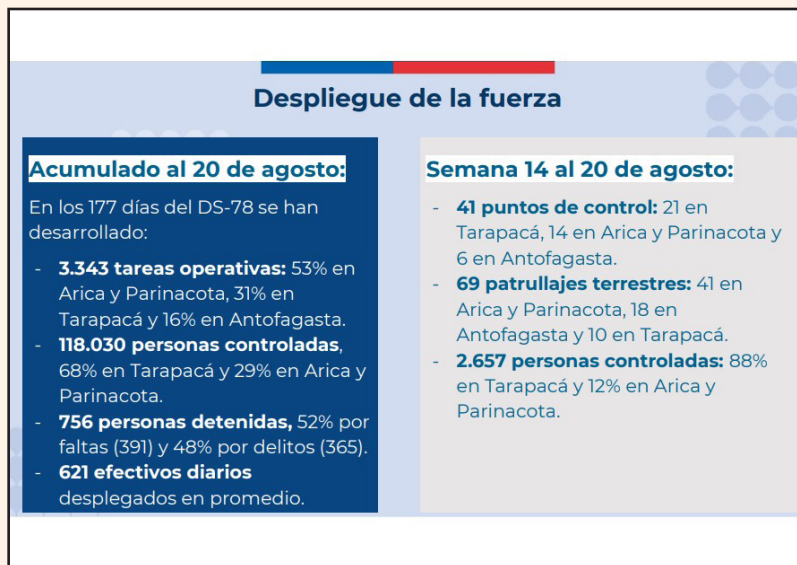 Despliegue de la fuerza
Acumulado al 20 de agosto:
En los 177 días del DS-78 se han
desarrollado:
- 3.343 tareas operativas: 53% en
Arica y Parinacota, 31% en
Tarapacá y 16% en Antofagasta.
- 118.030 personas controladas,
68% en Tarapacá y 29% en Arica y
Parinacota.
- 756 personas detenidas, 52% por
faltas (391) y 48% por delitos (365).
- 621 efectivos diarios
desplegados en promedio.
Semana 14 al 20 de agosto:
- 41 puntos de control: 21 en
Tarapacá, 14 en Arica y Parinacota y
6 en Antofagasta.
- 69 patrullajes terrestres: 41 en
Arica y Parinacota, 18 en
Antofagasta y 10 en Tarapacá.
- 2.657 personas controladas: 88%
en Tarapacá y 12% en Arica y
Parinacota.